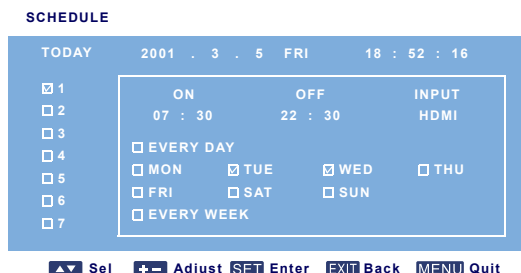 SCHEDULE
TODAY 2001 . 3 . 5 FRI 18 : 52 : 16
☑ 1
☐ 2
☐ 3
☐ 4
☐ 5
☐ 6
☐ 7
ON OFF INPUT
07 : 30 22 : 30 HDMI
☐ EVERY DAY
☐ MON ☑ TUE ☑ WED ☐ THU
☐ FRI ☐ SAT ☐ SUN
☐ EVERY WEEK
▲▼ Sel + − Adjust SET Enter EXIT Back MENU Quit